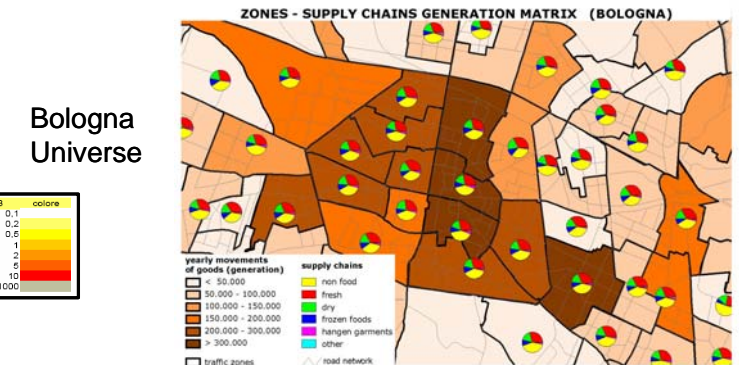 ZONES - SUPPLY CHAINS GENERATION MATRIX (BOLOGNA)
Bologna
Universe
colore
0.1
0.2
0.5
1
2
5
10
1000
yearly movements
of goods (generation)
< 50.000
50.000 - 100.000
100.000 - 150.000
150.000 - 200.000
200.000 - 300.000
> 300.000
traffic zones
supply chains
non food
fresh
dry
frozen foods
hangen garments
other
road network